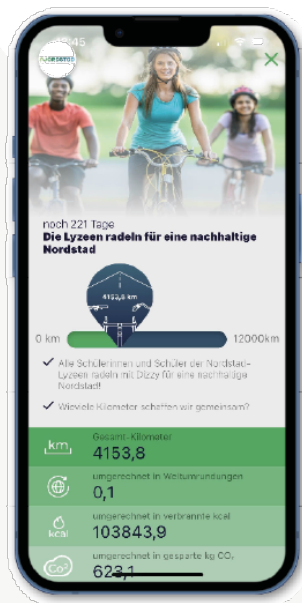 NORDSTAD
noch 221 Tage
Die Lyzeen radeln für eine nachhaltige
Nordstad
4153,8 km
0 km
12000km
Alle Schülerinnen und Schüler der Nordstad-
Lyzeen radeln mit Dizzy für eine nachhaltige
Nordstad!
Wieviele Kilometer schaffen wir gemeinsam?
km
Gesamt-Kilometer
4153,8
umgerechnet in Weltumrundungen
0,1
kcal
umgerechnet in verbrannte kcal
103843,9
Co²
umgerechnet in gesparte kg CO₂
623,1